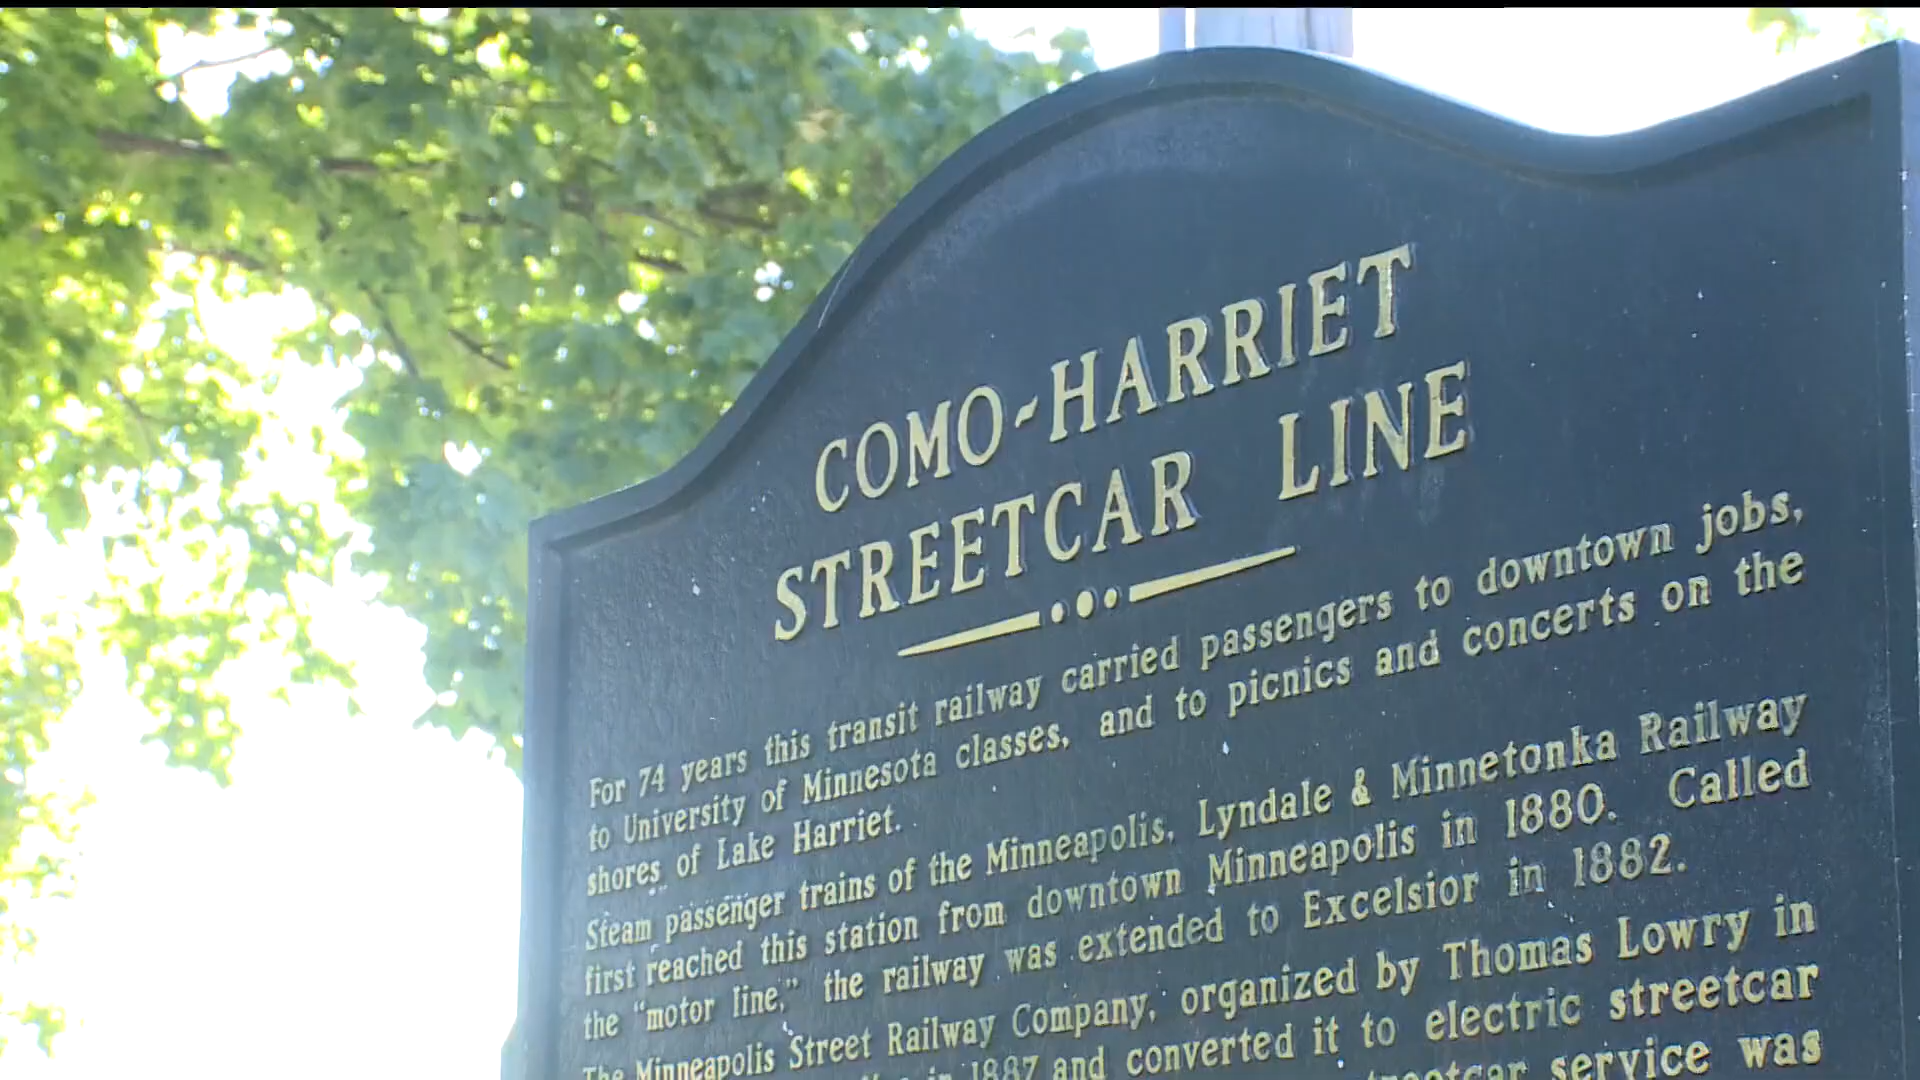 COMO-HARRIET
STREETCAR LINE
For 74 years this transit railway carried passengers to downtown jobs,
to University of Minnesota classes, and to picnics and concerts on the
shores of Lake Harriet.
Steam passenger trains of the Minneapolis, Lyndale & Minnetonka Railway
first reached this station from downtown Minneapolis in 1880. Called
the "motor line," the railway was extended to Excelsior in 1882.
The Minneapolis Street Railway Company, organized by Thomas Lowry in
in 1887 and converted it to electric streetcar
streetcar service was